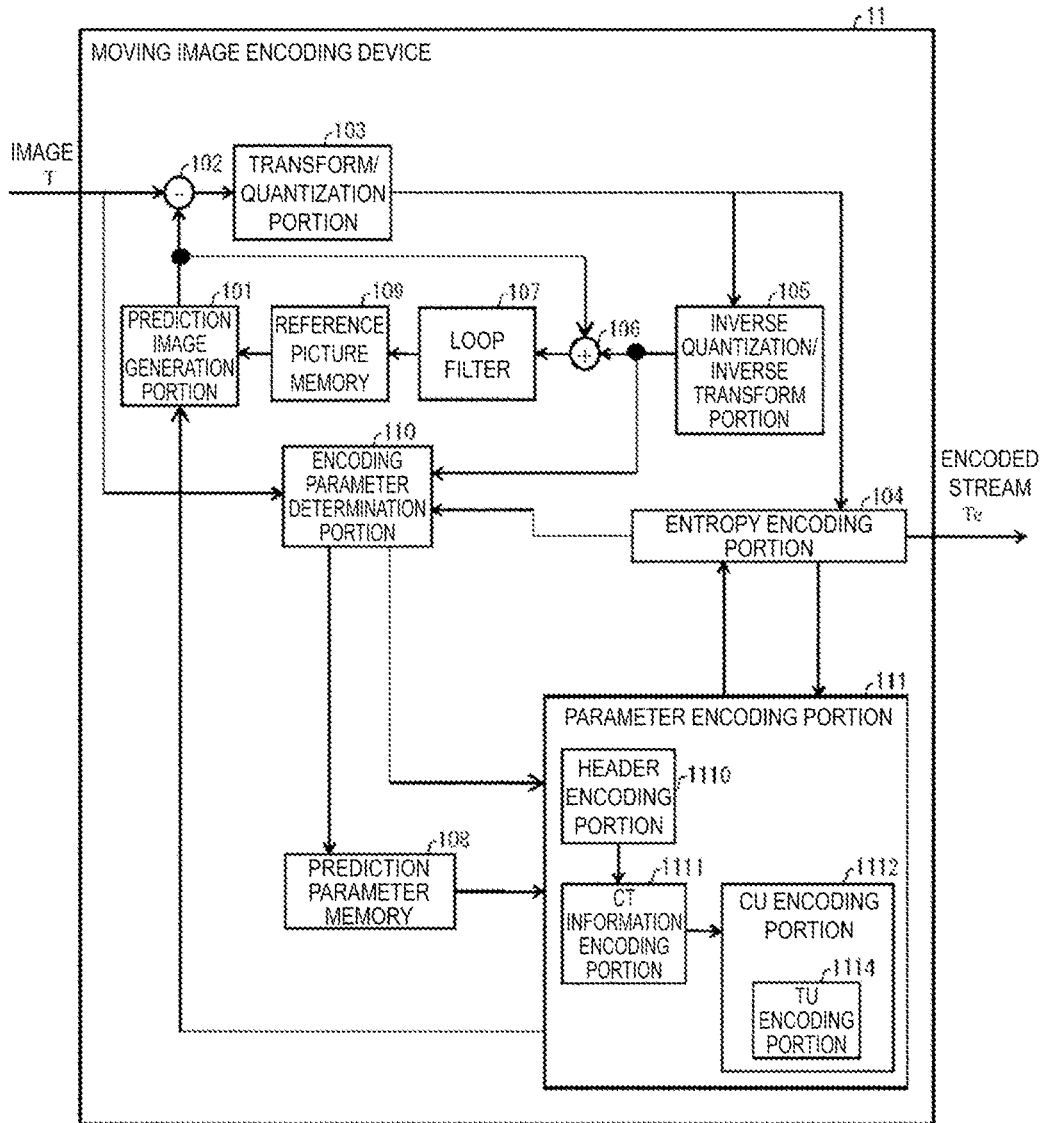 11
MOVING IMAGE ENCODING DEVICE
IMAGE
T
102
-
103
TRANSFORM/
QUANTIZATION
PORTION
101
PREDICTION
IMAGE
GENERATION
PORTION
109
REFERENCE
PICTURE
MEMORY
107
LOOP
FILTER
106
+
105
INVERSE
QUANTIZATION/
INVERSE
TRANSFORM
PORTION
110
ENCODING
PARAMETER
DETERMINATION
PORTION
104
ENTROPY ENCODING
PORTION
ENCODED
STREAM
Te
111
PARAMETER ENCODING PORTION
HEADER
ENCODING
PORTION
1110
108
PREDICTION
PARAMETER
MEMORY
1111
CT
INFORMATION
ENCODING
PORTION
1112
CU ENCODING
PORTION
1114
TU
ENCODING
PORTION